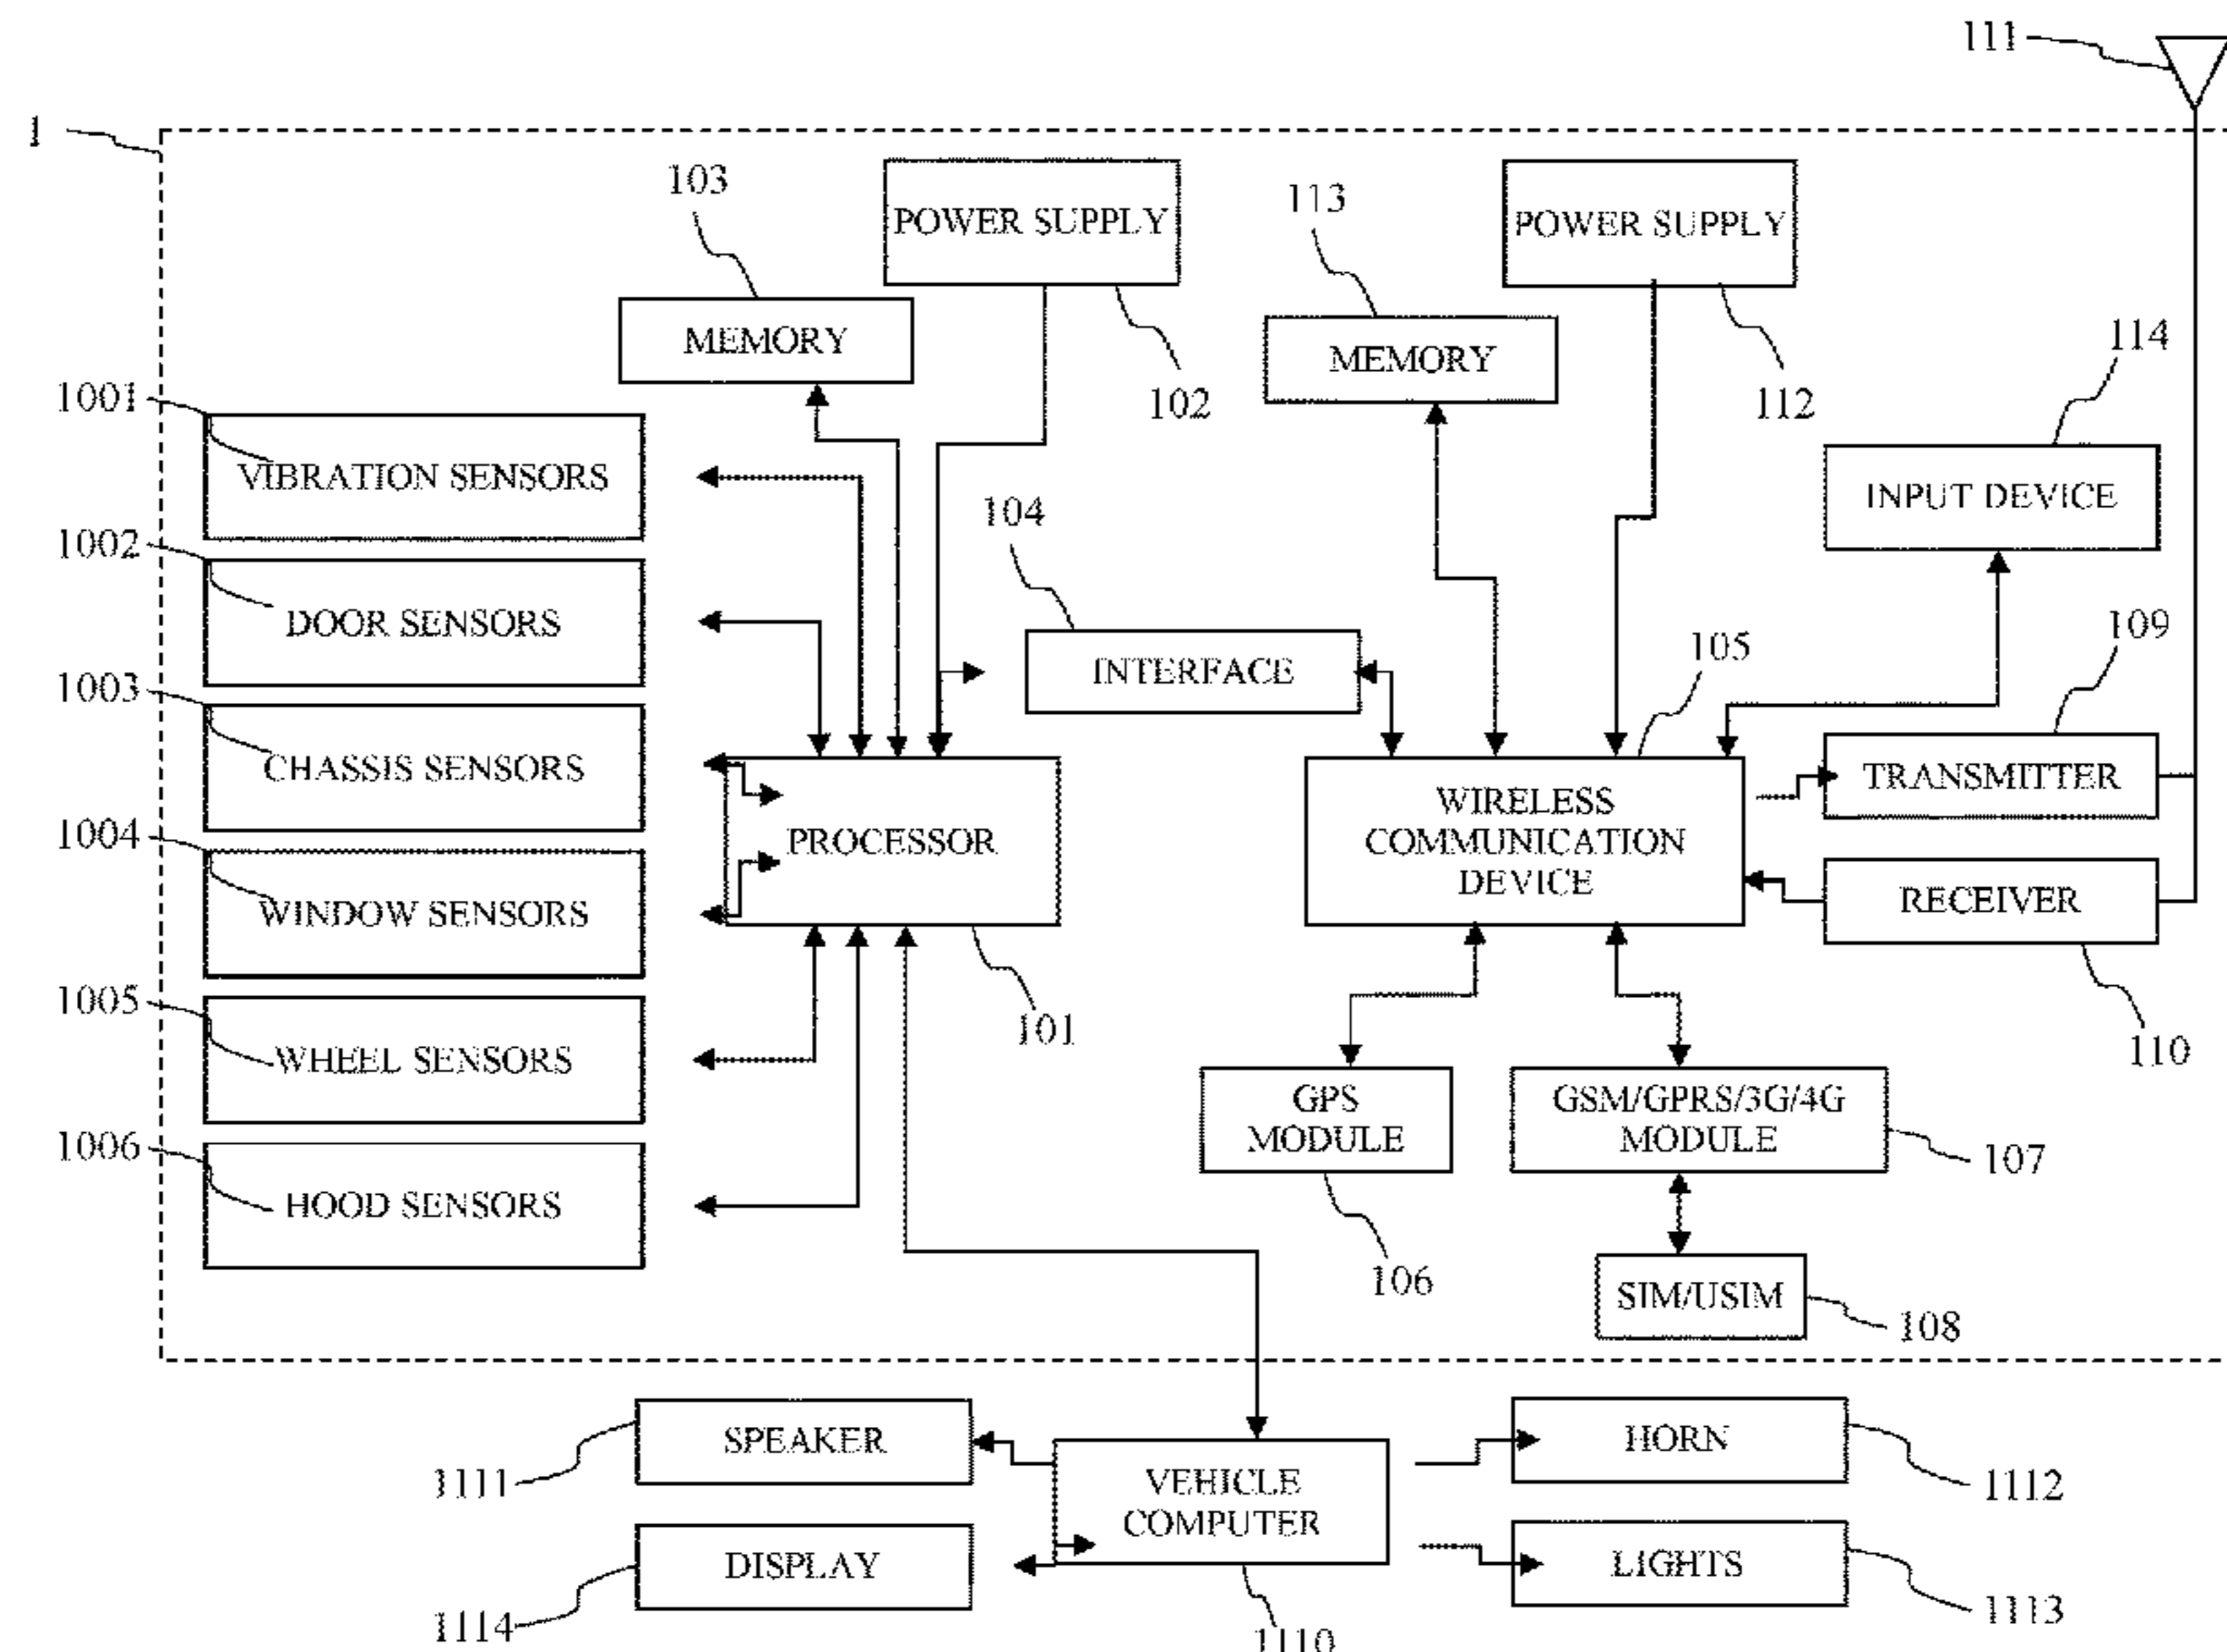 111
1
103
POWER SUPPLY
113
POWER SUPPLY
MEMORY
102
MEMORY
112
114
1001
VIBRATION SENSORS
INPUT DEVICE
1002
DOOR SENSORS
104
INTERFACE
105
109
1003
CHASSIS SENSORS
TRANSMITTER
1004
WINDOW SENSORS
PROCESSOR
WIRELESS
COMMUNICATION
DEVICE
RECEIVER
1005
WHEEL SENSORS
101
110
GPS
MODULE
GSM/GPRS/3G/4G
MODULE
107
1006
HOOD SENSORS
106
SIM/USIM
108
SPEAKER
1111
VEHICLE
COMPUTER
HORN
1112
DISPLAY
1114
LIGHTS
1113
1110